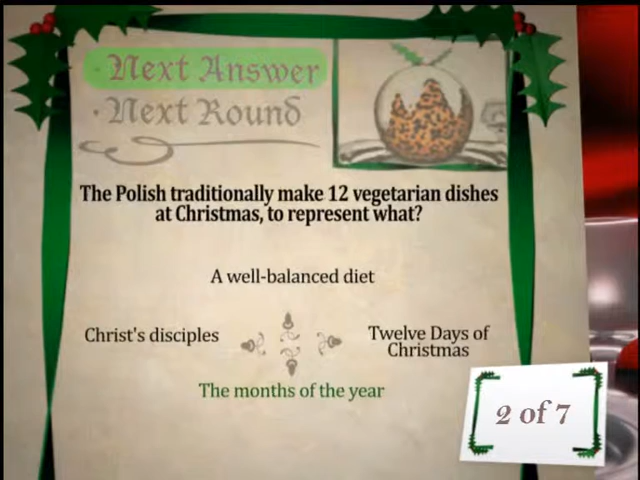 · Next Answer
· Next Round
The Polish traditionally make 12 vegetarian dishes
at Christmas, to represent what?
A well-balanced diet
Christ's disciples
Twelve Days of
Christmas
The months of the year
2 of 7